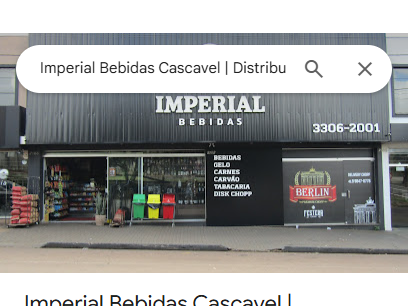 Imperial Bebidas Cascavel | Distribu
IMPERIAL
BEBIDAS
3306-2001
BEBIDAS
GELO
CARNES
CARVÃO
TABACARIA
DISK CHOPP
BERLIN
FESTERN
Imperial Bebidas Cascavel |